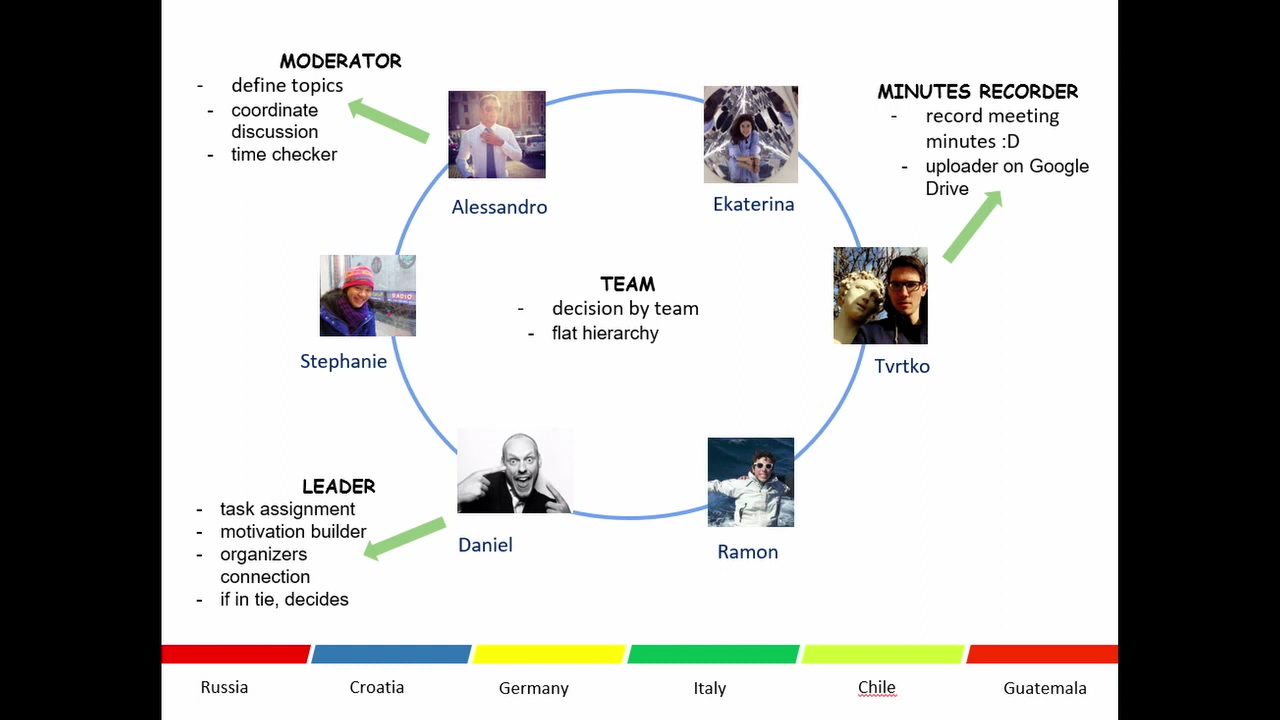 MODERATOR
- define topics
- coordinate
discussion
- time checker
MINUTES RECORDER
- record meeting
minutes :D
- uploader on Google
Drive
Alessandro
Ekaterina
TEAM
- decision by team
- flat hierarchy
RADIO
Stephanie
Tvrtko
LEADER
- task assignment
- motivation builder
- organizers
connection
- if in tie, decides
Daniel
Ramon
Russia
Croatia
Germany
Italy
Chile
Guatemala